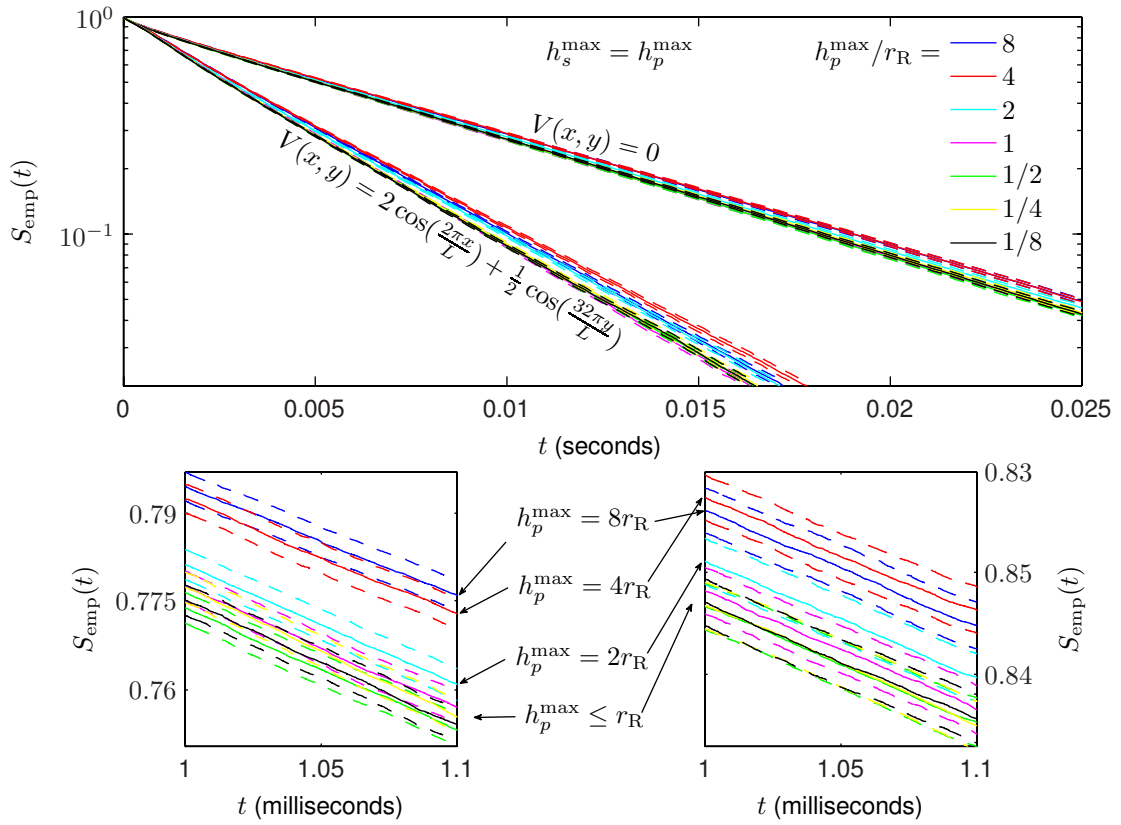 10⁰
10⁻¹
S_emp(t)
h_s^max = h_p^max
h_p^max/r_R =
8
4
2
1
1/2
1/4
1/8
V(x, y) = 0
V(x, y) = 2 cos(2πx/L) + 1/2 cos(32πy/L)
0
0.005
0.01
0.015
0.02
0.025
t (seconds)
0.79
0.775
0.76
S_emp(t)
1
1.05
1.1
t (milliseconds)
h_p^max = 8r_R
h_p^max = 4r_R
h_p^max = 2r_R
h_p^max ≤ r_R
0.83
0.85
0.84
S_emp(t)
1
1.05
1.1
t (milliseconds)